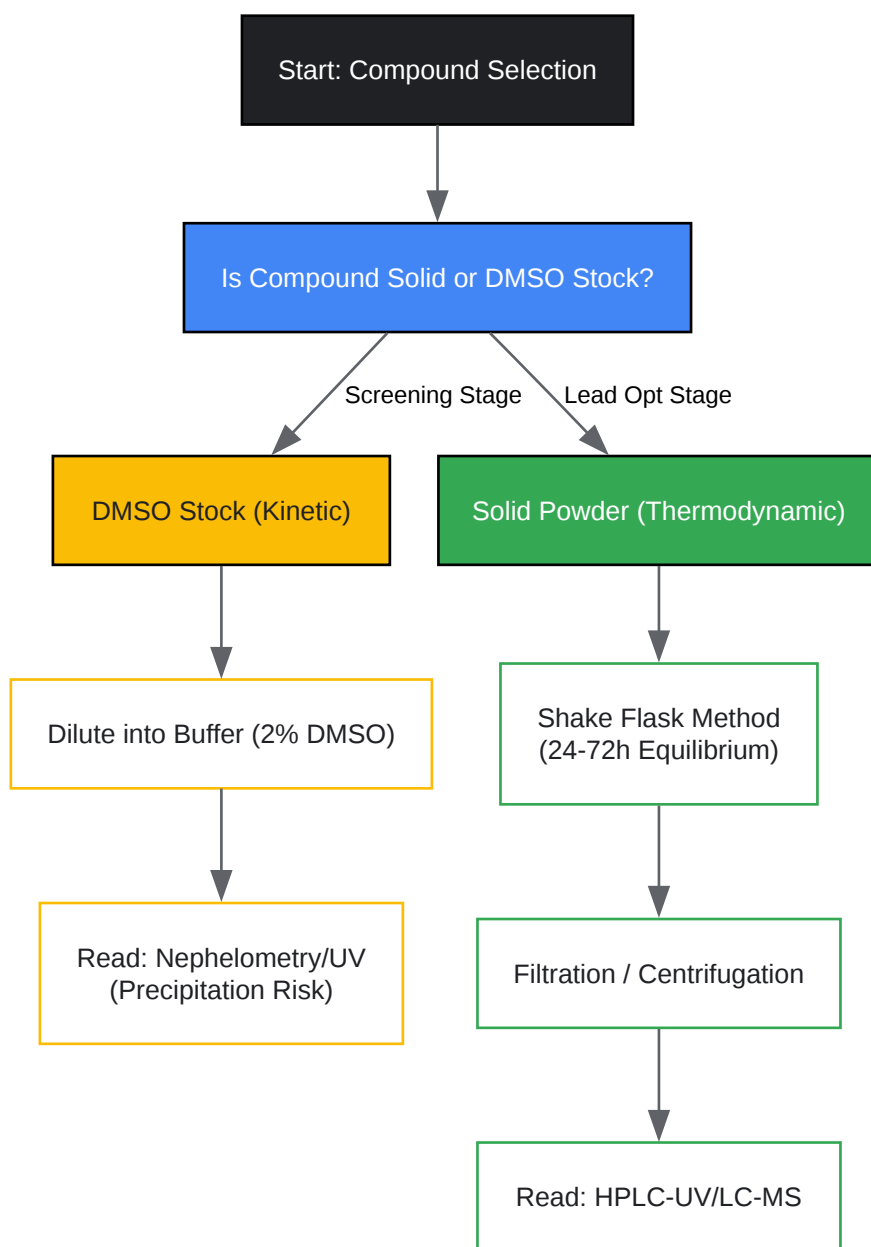 Start: Compound Selection
Is Compound Solid or DMSO Stock?
Screening Stage
Lead Opt Stage
DMSO Stock (Kinetic)
Solid Powder (Thermodynamic)
Dilute into Buffer (2% DMSO)
Shake Flask Method
(24-72h Equilibrium)
Read: Nephelometry/UV
(Precipitation Risk)
Filtration / Centrifugation
Read: HPLC-UV/LC-MS